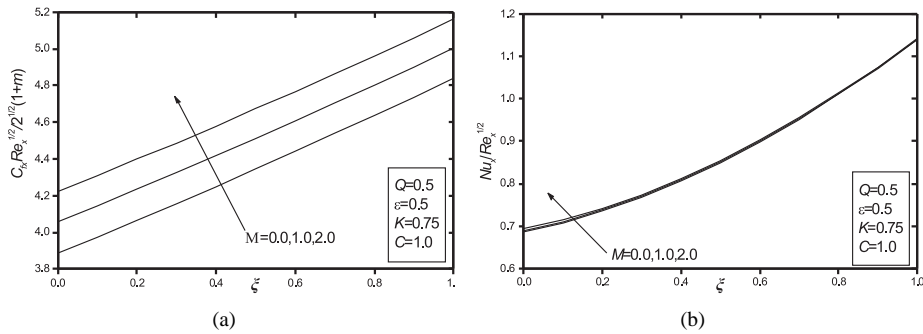 5.2
5.0
4.8
4.6
4.4
4.2
4.0
3.8
C_{fx}Re_x^{1/2}/2^{1/2}(1+m)
M=0.0,1.0,2.0
Q=0.5
ε=0.5
K=0.75
C=1.0
0.0 0.2 0.4 0.6 0.8 1.
ξ
(a)
1.2
1.1
1.0
0.9
0.8
0.7
0.6
Nu_x/Re_x^{1/2}
M=0.0,1.0,2.0
Q=0.5
ε=0.5
K=0.75
C=1.0
0.0 0.2 0.4 0.6 0.8 1.0
ξ
(b)